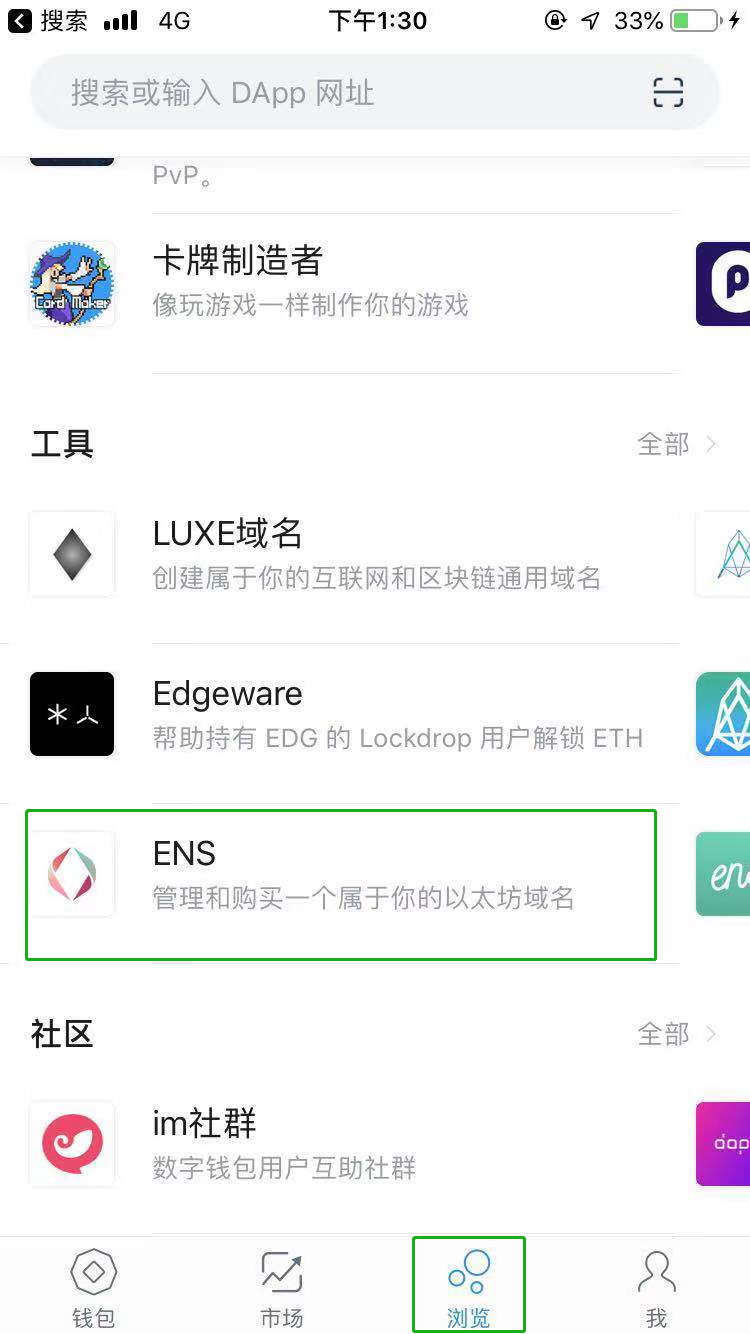 搜索 4G 下午1:30 33%
搜索或输入 DApp 网址
PvP。
卡牌制造者
Card Maker
像玩游戏一样制作你的游戏
工具 全部
LUXE域名
创建属于你的互联网和区块链通用域名
Edgeware
帮助持有 EDG 的 Lockdrop 用户解锁 ETH
ENS
管理和购买一个属于你的以太坊域名
社区 全部
im社群
数字钱包用户互助社群
钱包 市场 浏览 我